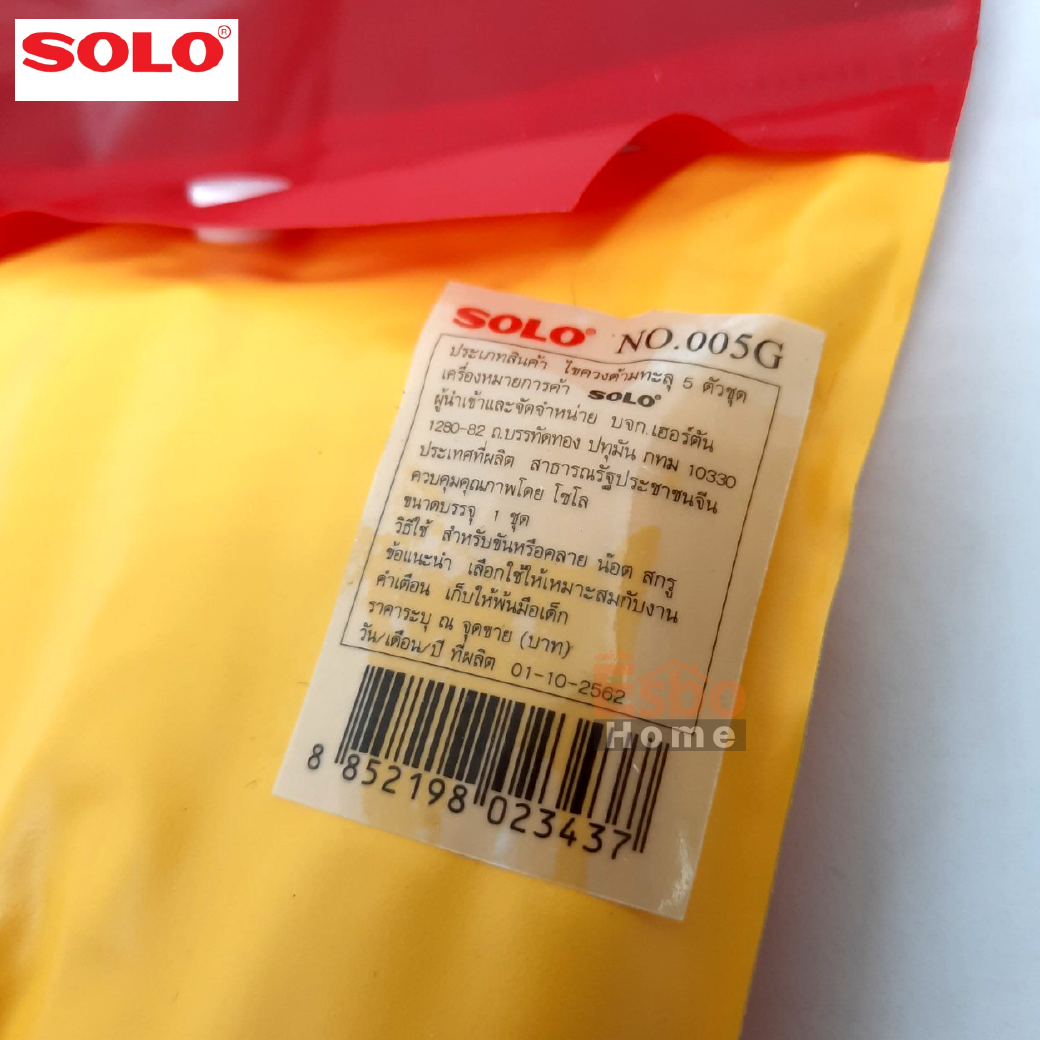 SOLO®
SOLO® NO.005G
ประเภทสินค้า ไขควงด้ามทะลุ 5 ตัวชุด
เครื่องหมายการค้า SOLO®
ผู้นำเข้าและจัดจำหน่าย บจก.เฮอร์ตัน
1280-82 ถ.บรรทัดทอง ปทุมวัน กทม 10330
ประเทศที่ผลิต สาธารณรัฐประชาชนจีน
ควบคุมคุณภาพโดย โซโล
ขนาดบรรจุ 1 ชุด
วิธีใช้ สำหรับขันหรือคลาย น๊อต สกรู
ข้อแนะนำ เลือกใช้ให้เหมาะสมกับงาน
คำเตือน เก็บให้พ้นมือเด็ก
ราคาระบุ ณ จุดขาย (บาท)
วัน/เดือน/ปี ที่ผลิต 01-10-2562
Esbo
Home
8 852198 023437